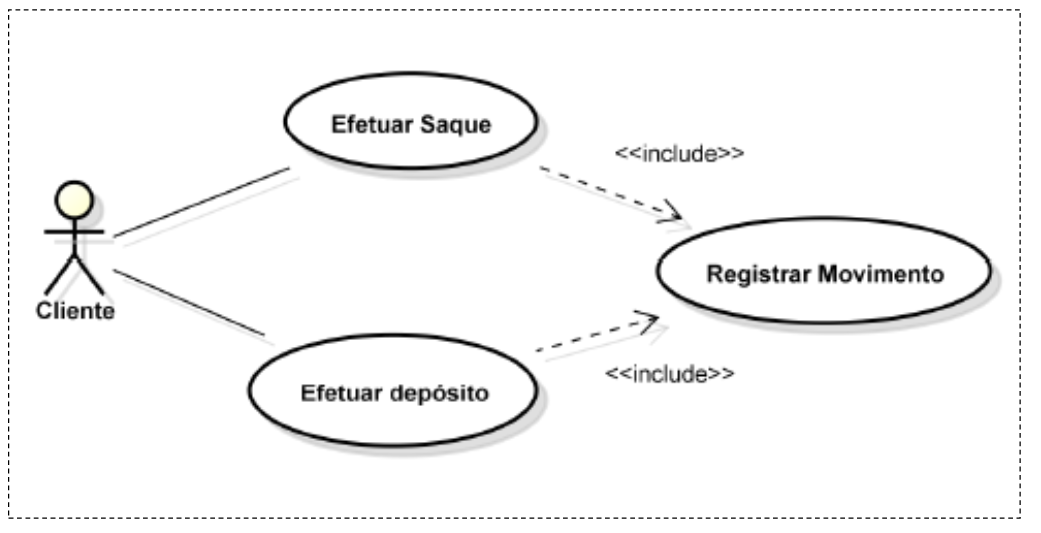 Efetuar Saque
<<include>>
Registrar Movimento
Cliente
<<include>>
Efetuar depósito